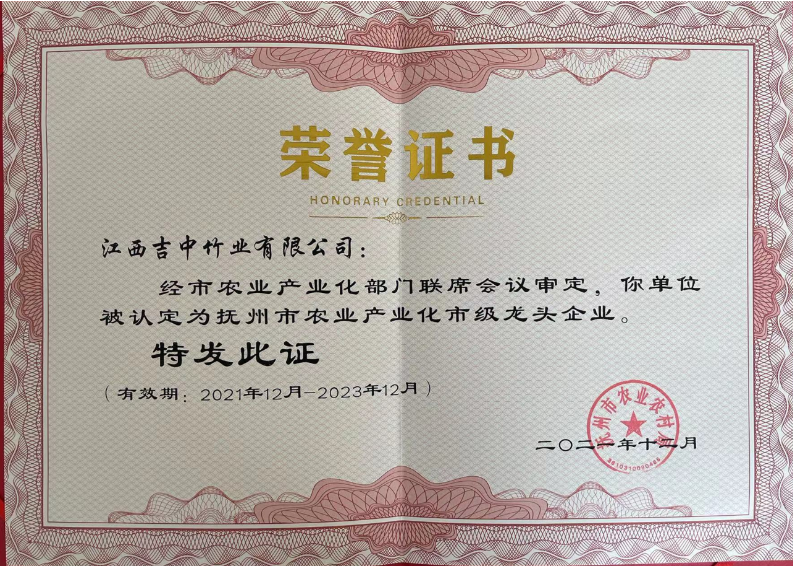 荣誉证书
HONORARY CREDENTIAL
江西吉中竹业有限公司：
经市农业产业化部门联席会议审定，你单位
被认定为抚州市农业产业化市级龙头企业。
特发此证
（有效期：2021年12月-2023年12月）
抚州市农业农村局
二〇二一年十二月